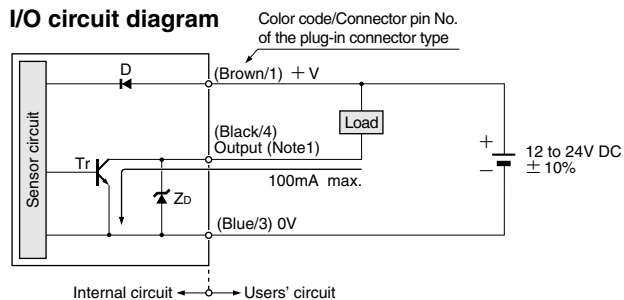 I/O circuit diagram
Color code/Connector pin No.
of the plug-in connector type
D
(Brown/1) + V
Sensor circuit
(Black/4)
Output (Note1)
Load
Tr
100mA max.
ZD
+
−
12 to 24V DC
± 10%
(Blue/3) 0V
Internal circuit
Users' circuit